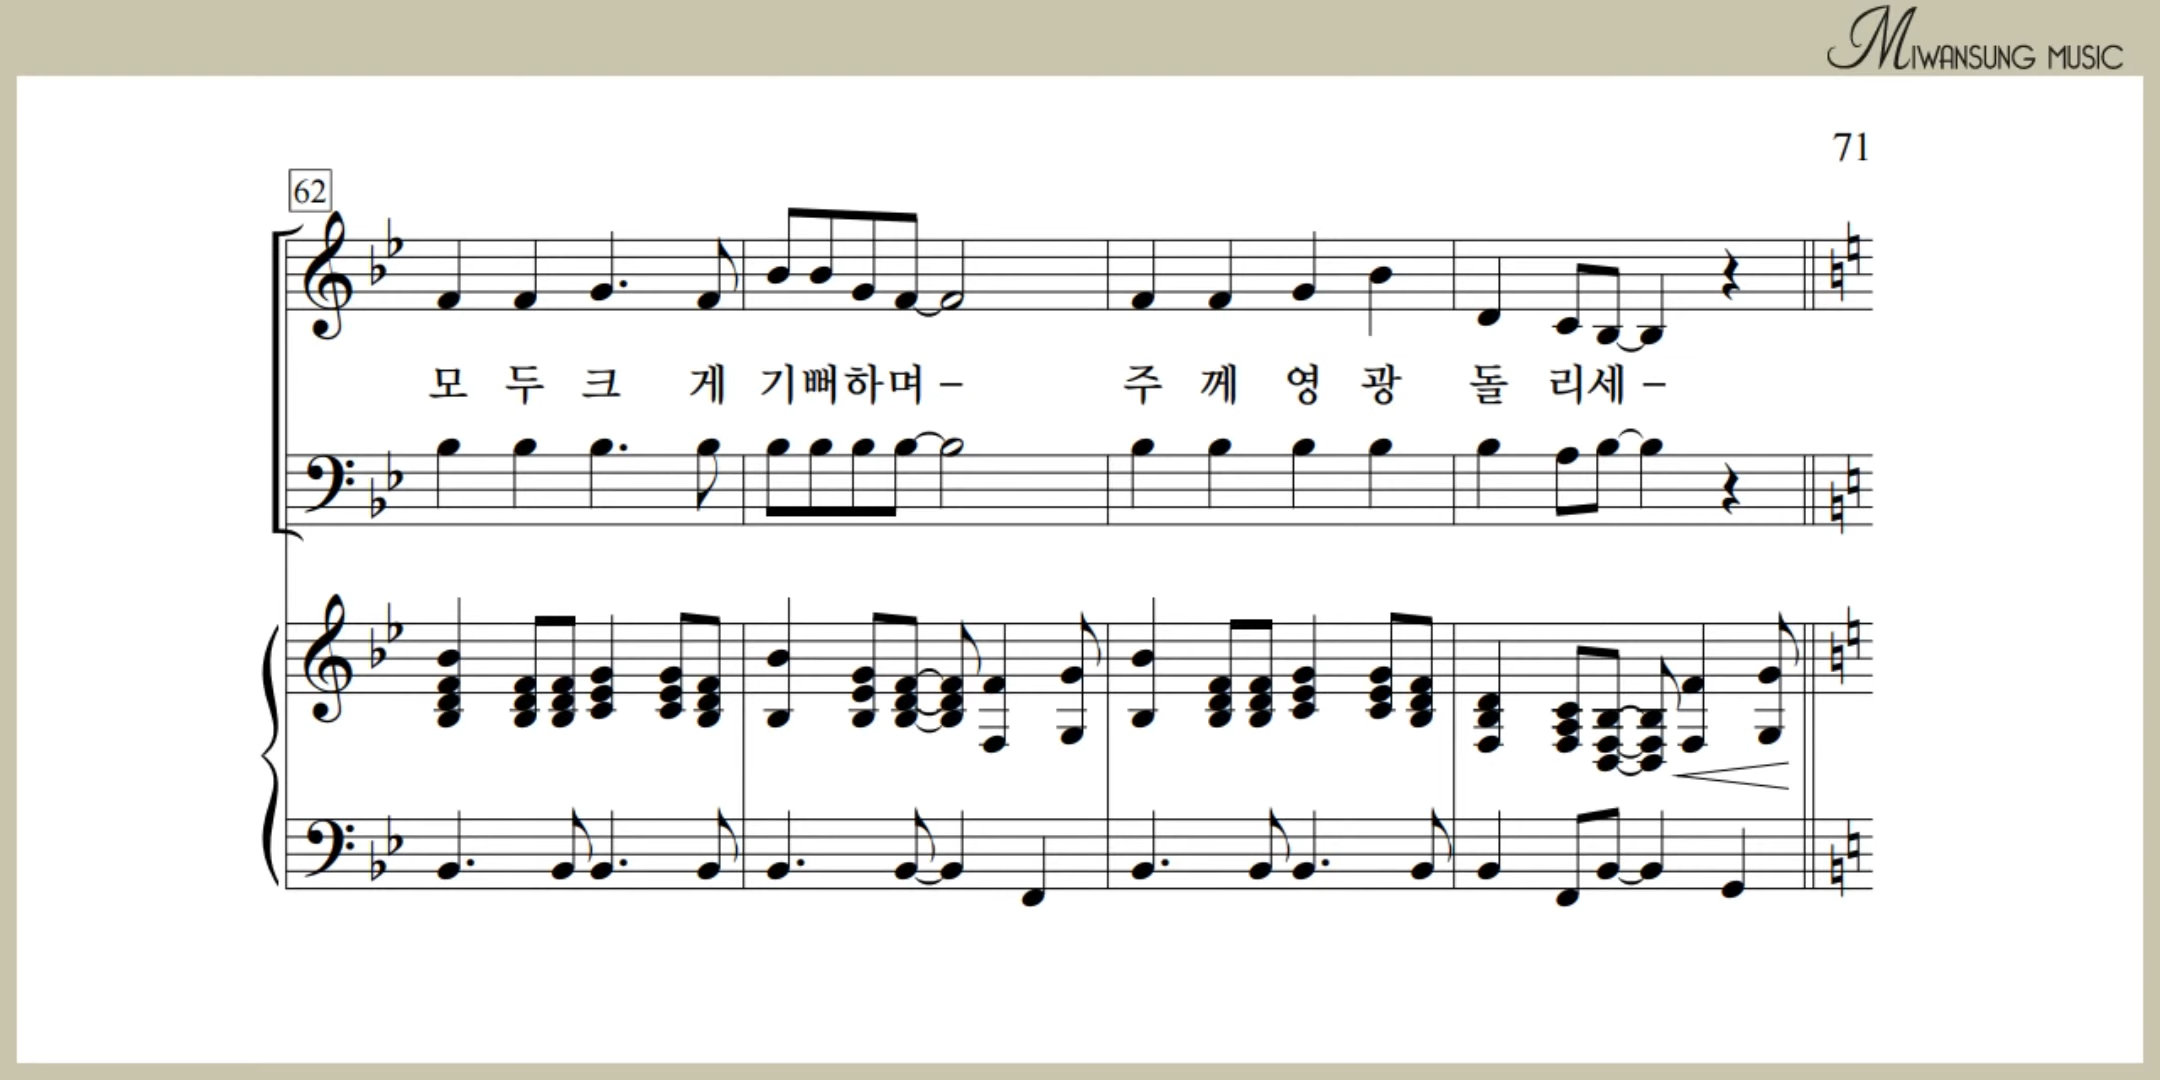 MIWANSUNG MUSIC
71
62
모 두 크 게 기뻐하며 – 주 께 영 광 돌 리세 –